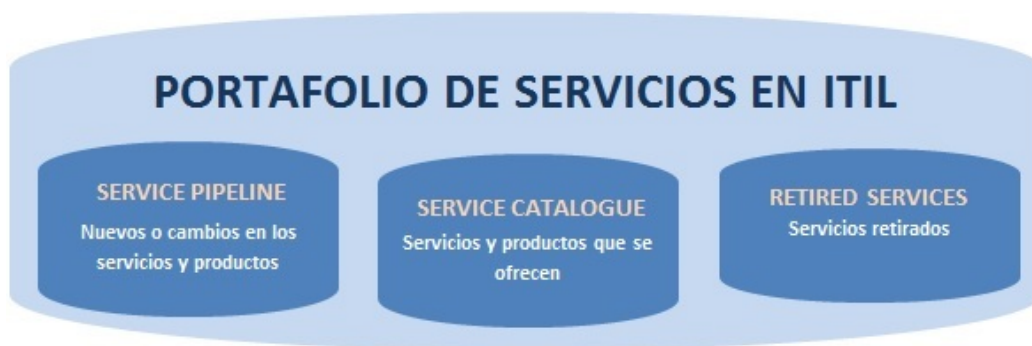 PORTAFOLIO DE SERVICIOS EN ITIL
SERVICE PIPELINE
Nuevos o cambios en los
servicios y productos
SERVICE CATALOGUE
Servicios y productos que se
ofrecen
RETIRED SERVICES
Servicios retirados